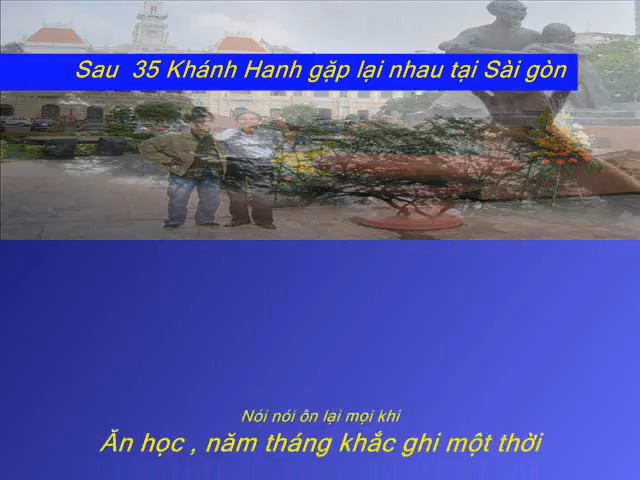 Sau 35 Khánh Hanh gặp lại nhau tại Sài gòn
Nói nói ôn lại mọi khi
Ăn học , năm tháng khắc ghi một thời